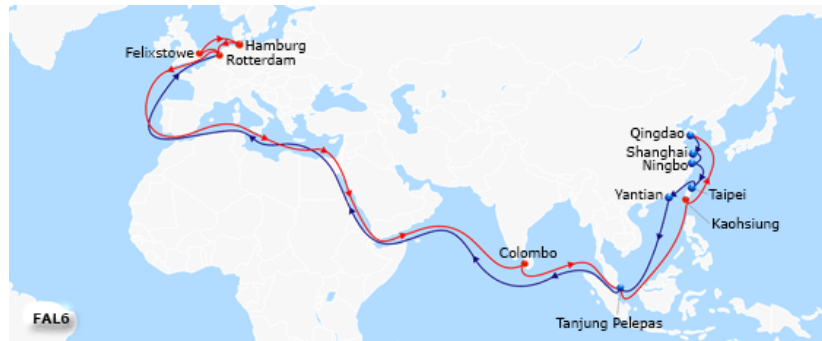 Felixstowe
Hamburg
Rotterdam
Qingdao
Shanghai
Ningbo
Yantian
Taipei
Kaohsiung
Colombo
Tanjung Pelepas
FAL6